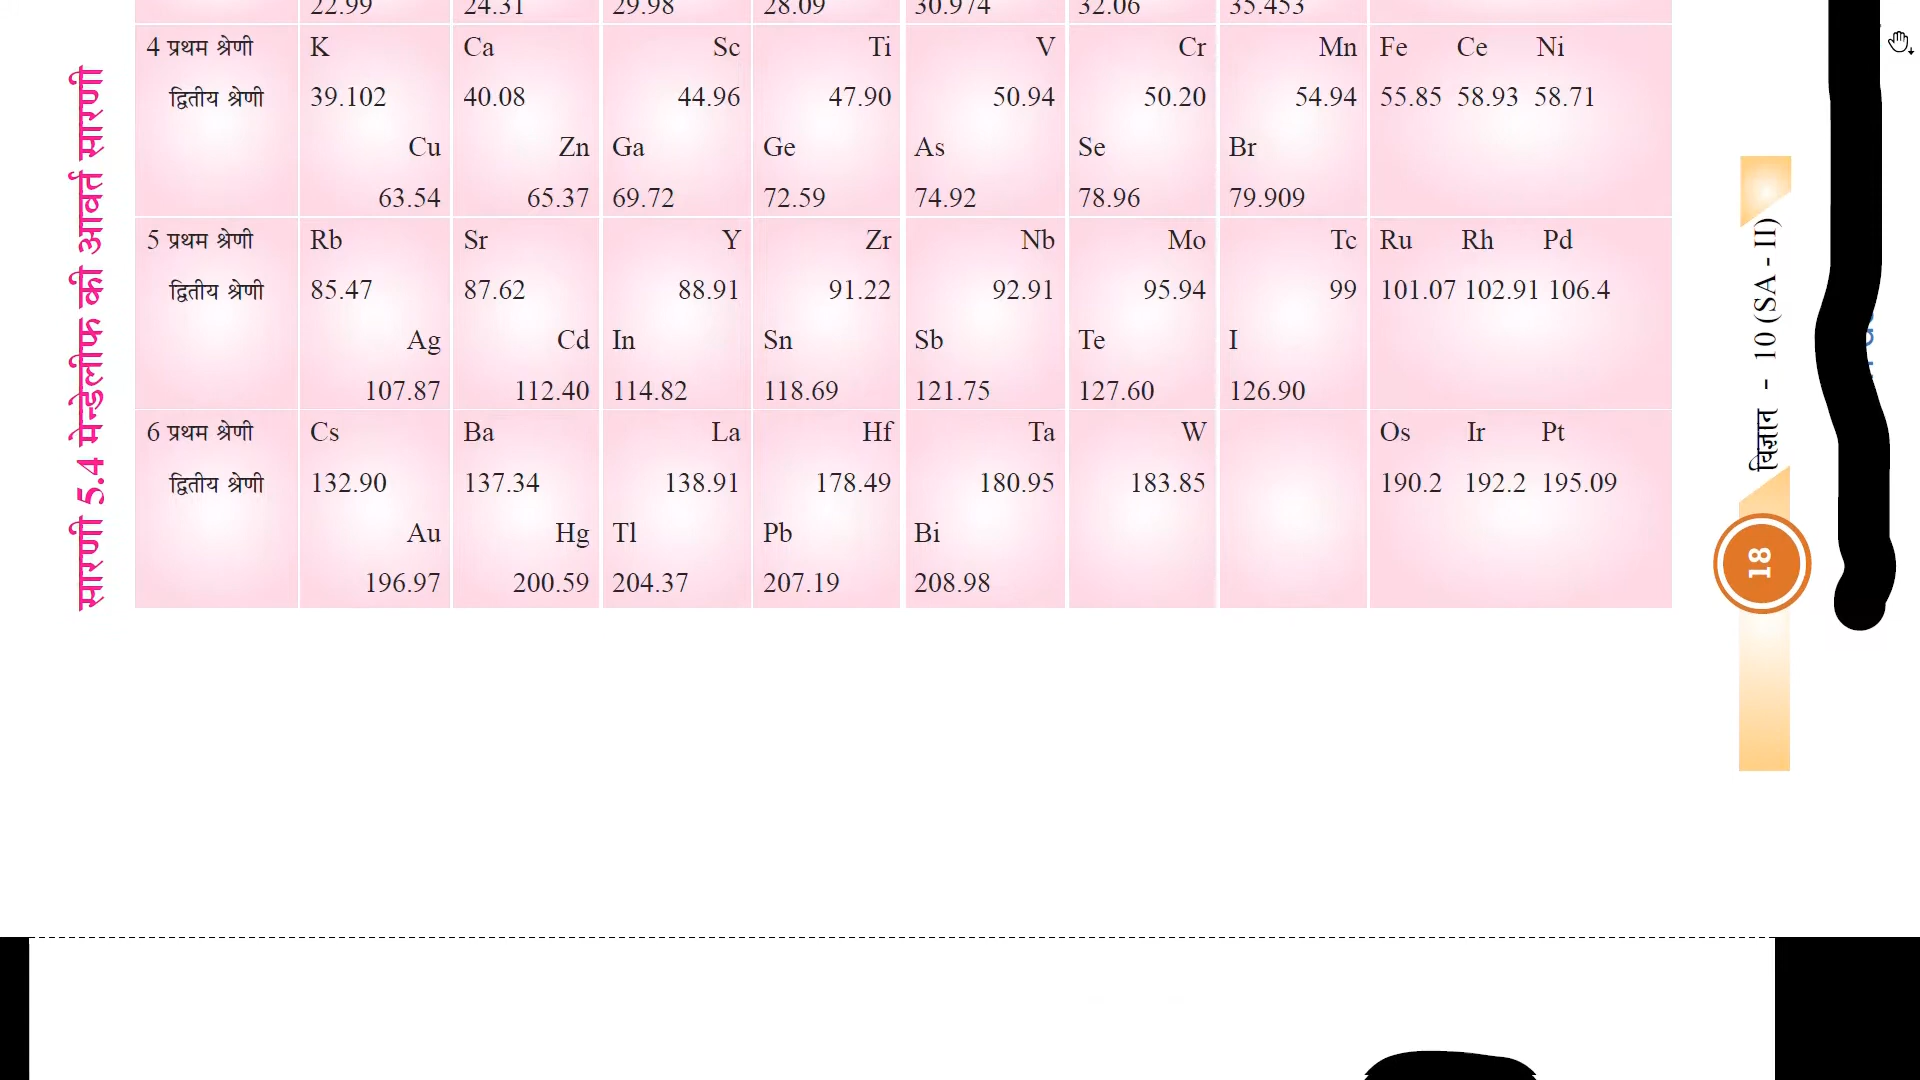 22.99 24.31 29.98 28.09 30.974 32.06 35.453
4 प्रथम श्रेणी K Ca Sc Ti V Cr Mn Fe Ce Ni
द्वितीय श्रेणी 39.102 40.08 44.96 47.90 50.94 50.20 54.94 55.85 58.93 58.71
Cu Zn Ga Ge As Se Br
63.54 65.37 69.72 72.59 74.92 78.96 79.909
5 प्रथम श्रेणी Rb Sr Y Zr Nb Mo Tc Ru Rh Pd
द्वितीय श्रेणी 85.47 87.62 88.91 91.22 92.91 95.94 99 101.07 102.91 106.4
Ag Cd In Sn Sb Te I
107.87 112.40 114.82 118.69 121.75 127.60 126.90
6 प्रथम श्रेणी Cs Ba La Hf Ta W Os Ir Pt
द्वितीय श्रेणी 132.90 137.34 138.91 178.49 180.95 183.85 190.2 192.2 195.09
Au Hg Tl Pb Bi
196.97 200.59 204.37 207.19 208.98
सारणी 5.4 मेन्डेलीफ की आवर्त सारणी
विज्ञान - 10 (SA - II)
18